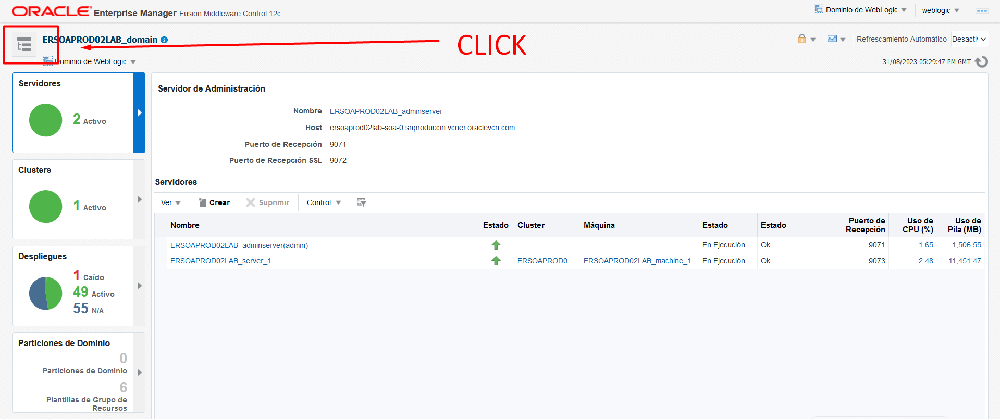 ORACLE Enterprise Manager Fusion Middleware Control 12c
Dominio de WebLogic
weblogic
ERSOAPROD02LAB_domain
CLICK
Refrescamiento Automático
Dominio de WebLogic
31/08/2023 05:29:47 PM GMT
Servidores
2 Activo
Clusters
1 Activo
Despliegues
1 Caído
49 Activo
55 N/A
Particiones de Dominio
0
Particiones de Dominio
6
Plantillas de Grupo de
Recursos
Servidor de Administración
Nombre ERSOAPROD02LAB_adminserver
Host ersoaprod02lab-soa-0.snproduccin.vcner.oraclevcn.com
Puerto de Recepción 9071
Puerto de Recepción SSL 9072
Servidores
Ver Crear Suprimir Control
Nombre Estado Cluster Máquina Estado Estado Puerto de Recepción Uso de CPU (%) Uso de Pila (MB)
ERSOAPROD02LAB_adminserver(admin) En Ejecución Ok 9071 1.65 1,506.55
ERSOAPROD02LAB_server_1 ERSOAPROD0... ERSOAPROD02LAB_machine_1 En Ejecución Ok 9073 2.48 11,451.47